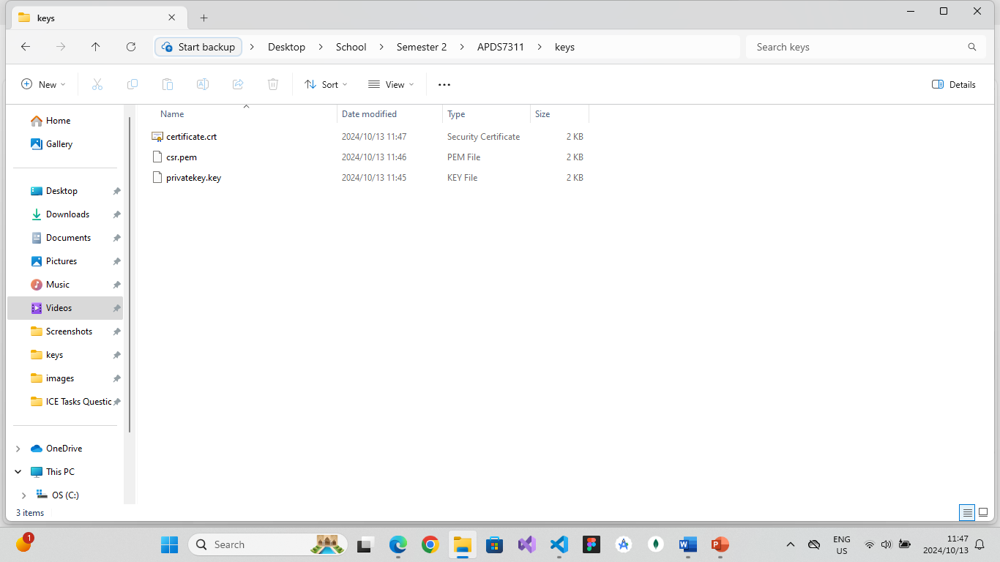 keys
Start backup
Desktop
School
Semester 2
APDS7311
keys
Search keys
New
Sort
View
Details
Name
Date modified
Type
Size
certificate.crt
2024/10/13 11:47
Security Certificate
2 KB
csr.pem
2024/10/13 11:46
PEM File
2 KB
privatekey.key
2024/10/13 11:45
KEY File
2 KB
Home
Gallery
Desktop
Downloads
Documents
Pictures
Music
Videos
Screenshots
keys
images
ICE Tasks Questic
OneDrive
This PC
OS (C:)
3 items
1
Search
ENG
US
11:47
2024/10/13